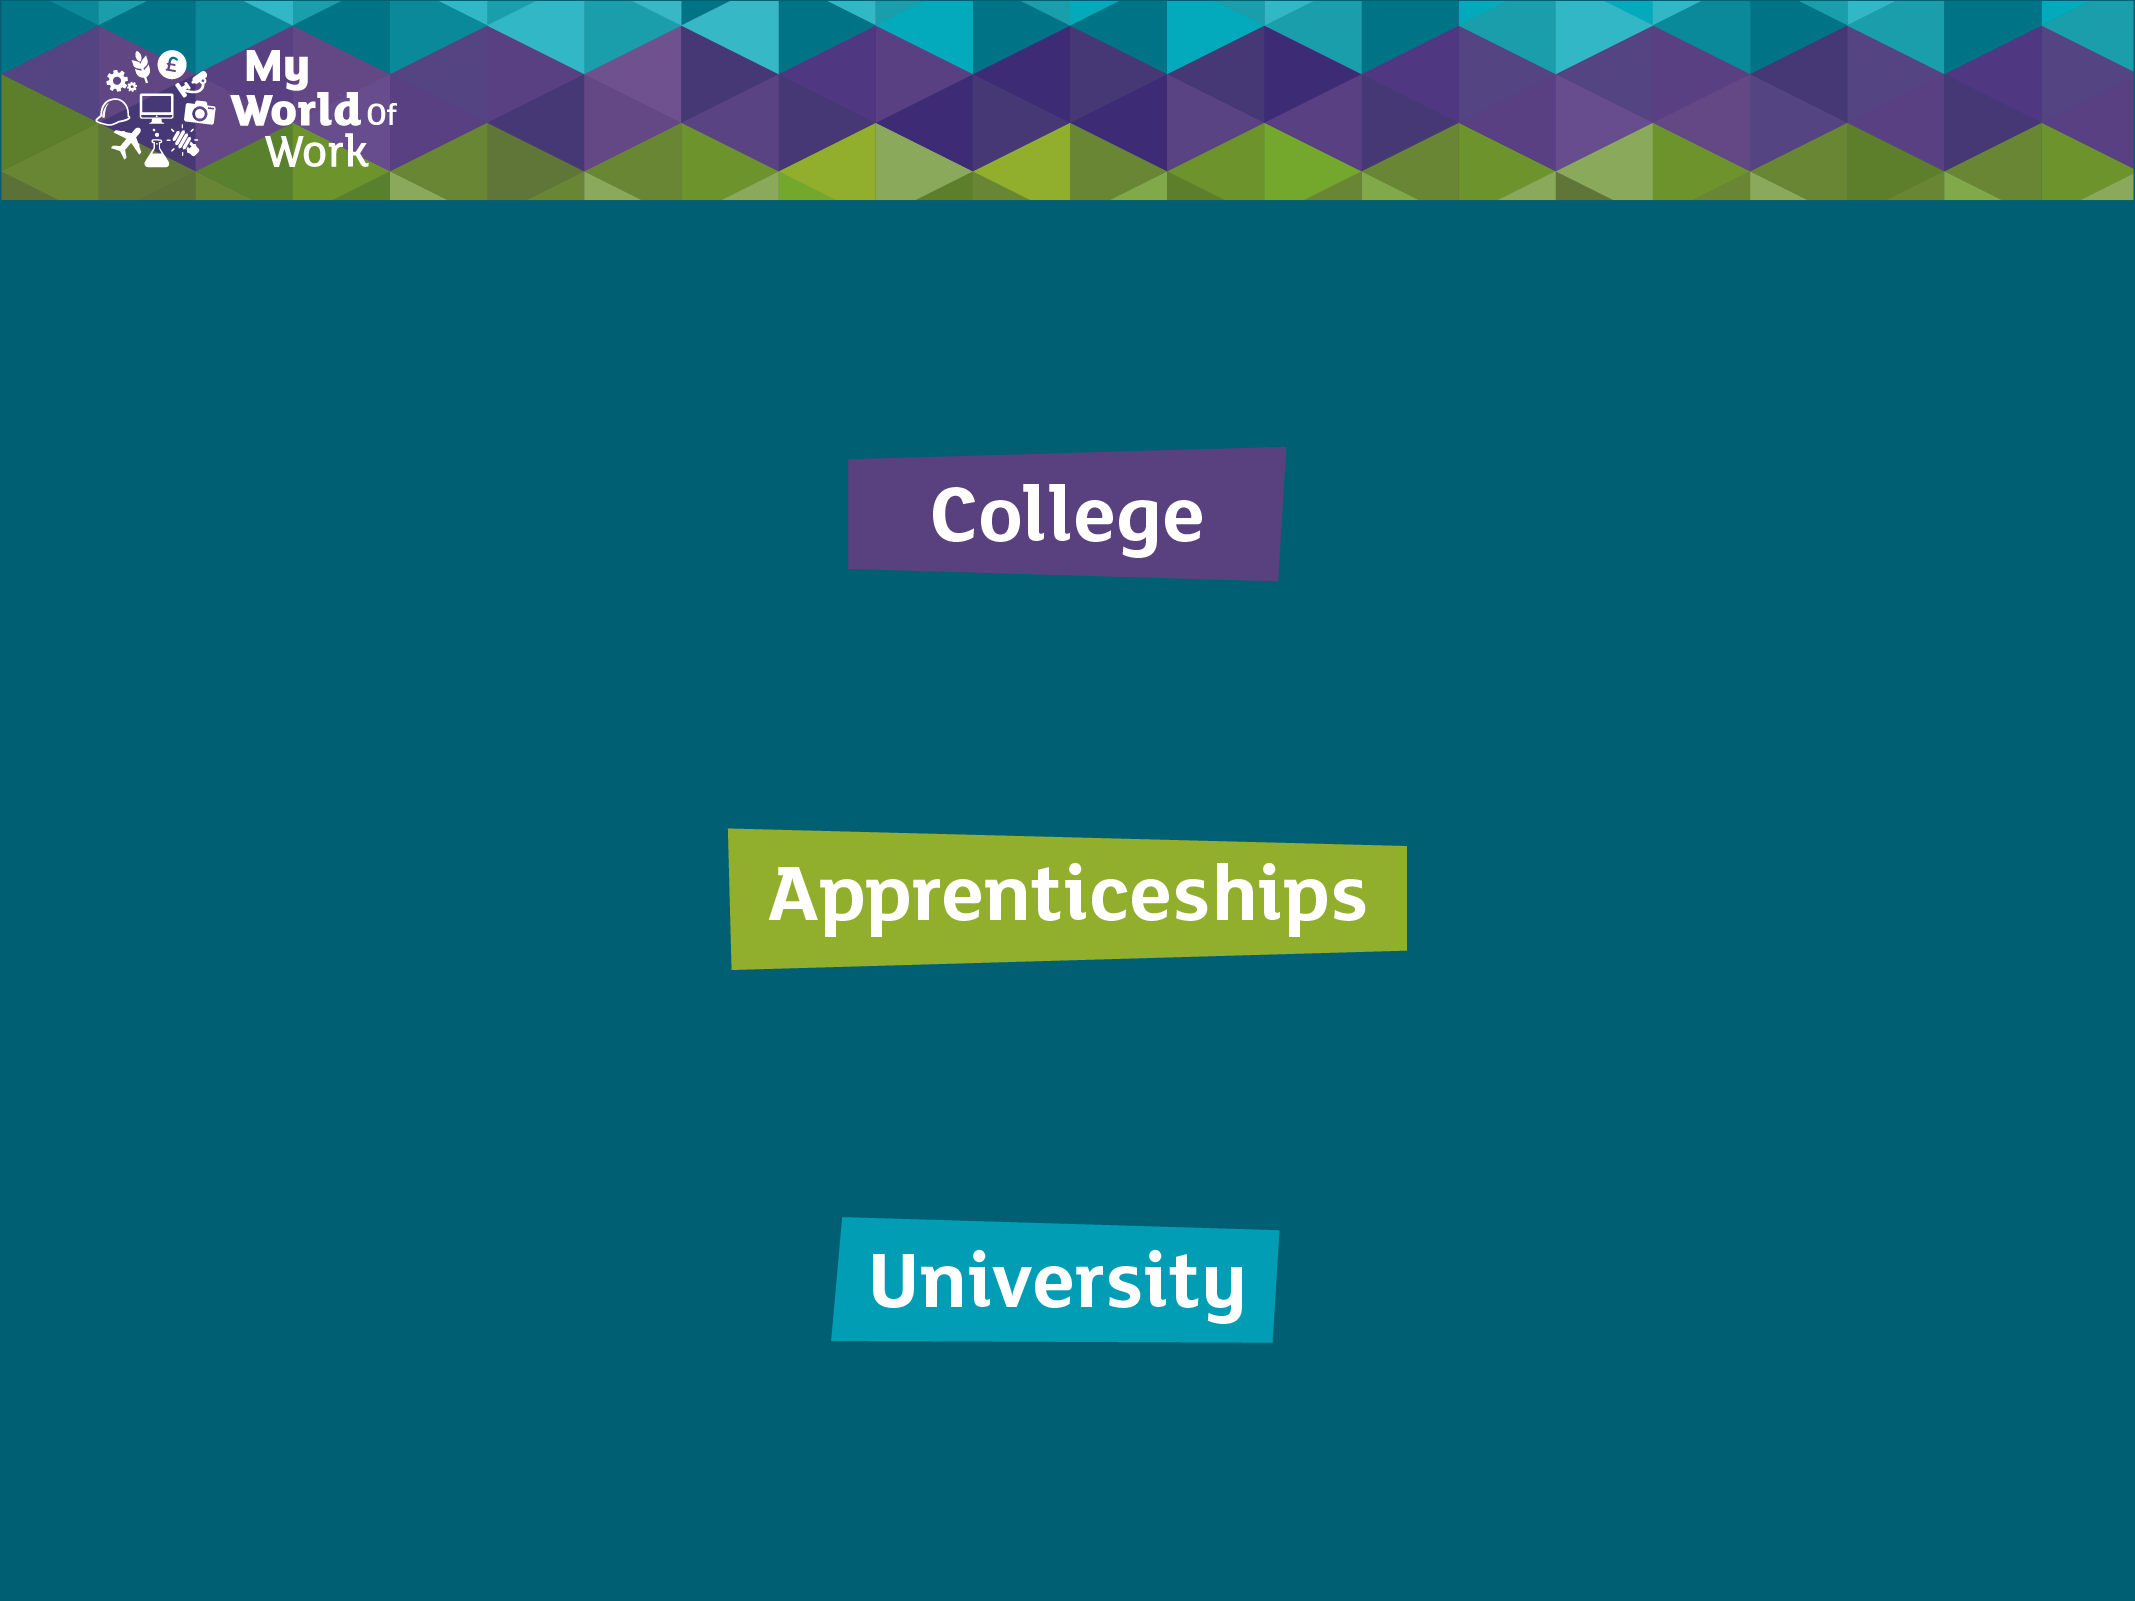 My
World Of
Work
£
College
Apprenticeships
University